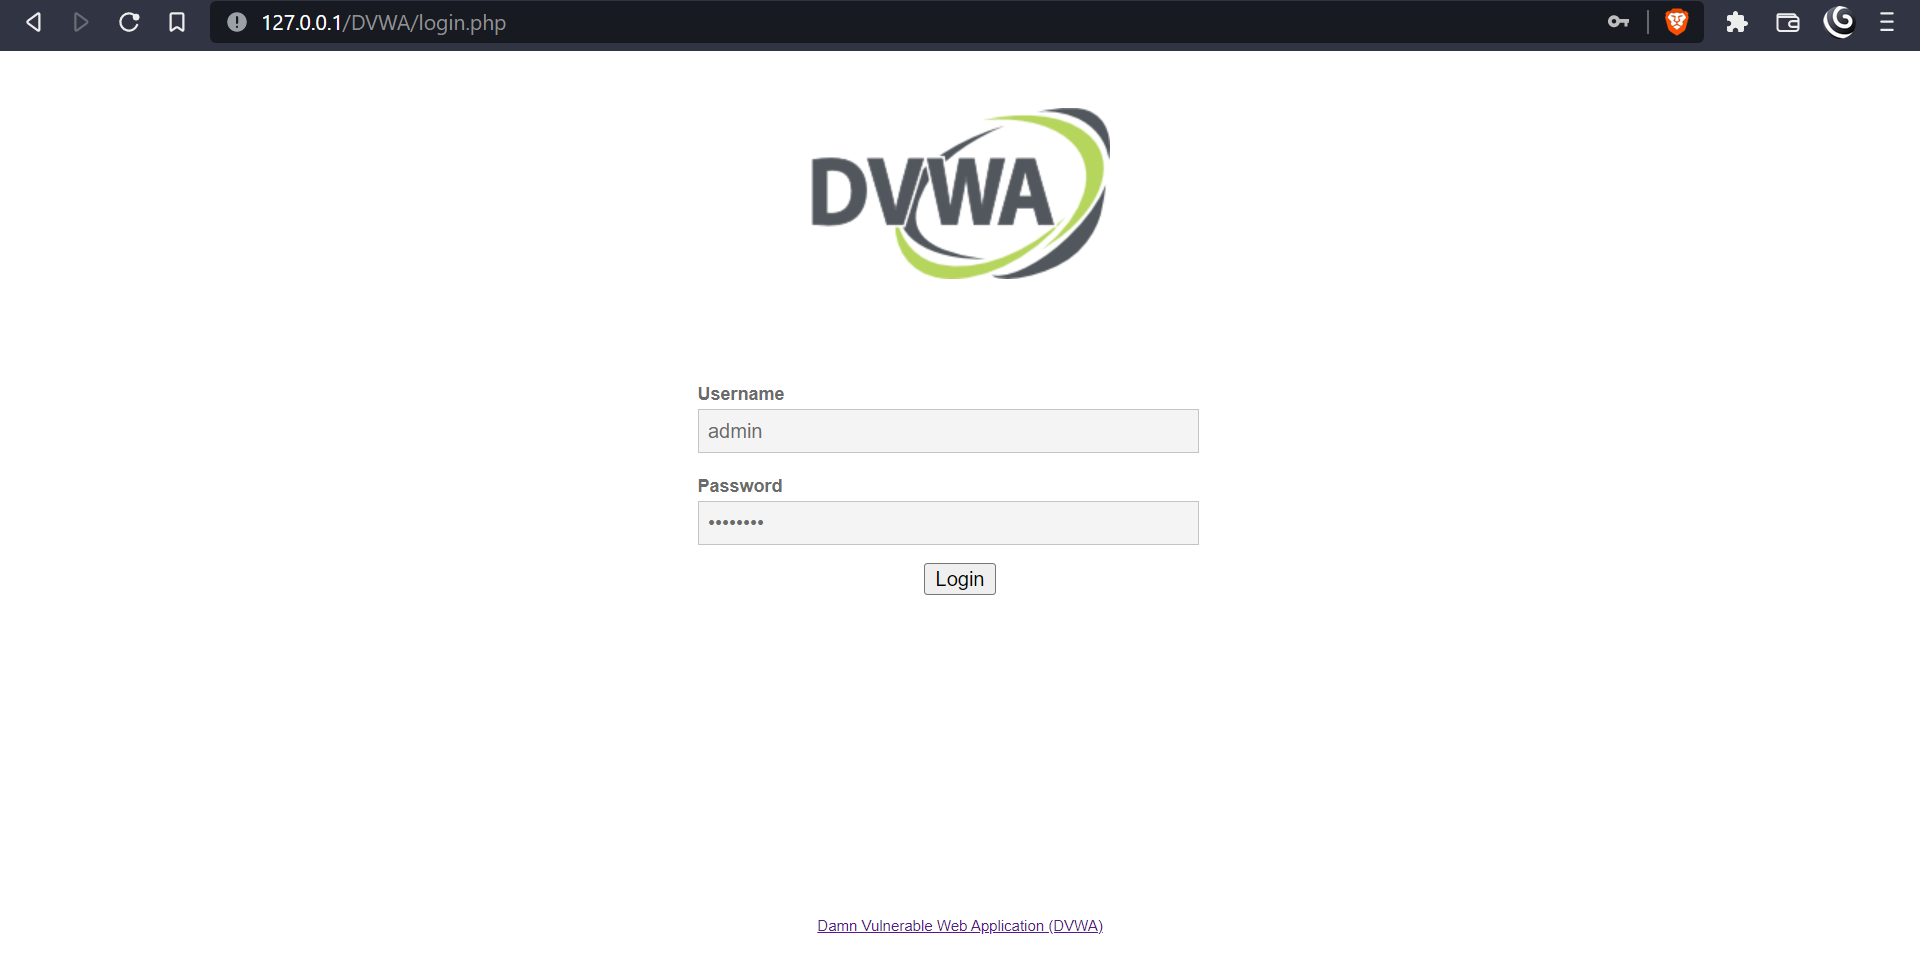 127.0.0.1/DVWA/login.php
DVWA
Username
admin
Password
••••••••
Login
Damn Vulnerable Web Application (DVWA)